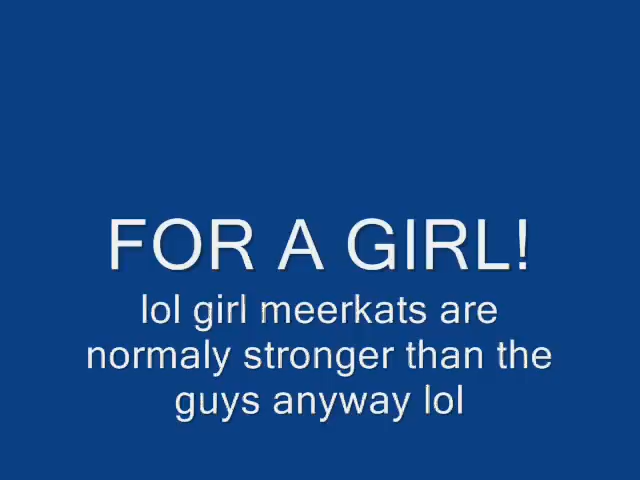 FOR A GIRL!
lol girl meerkats are
normaly stronger than the
guys anyway lol